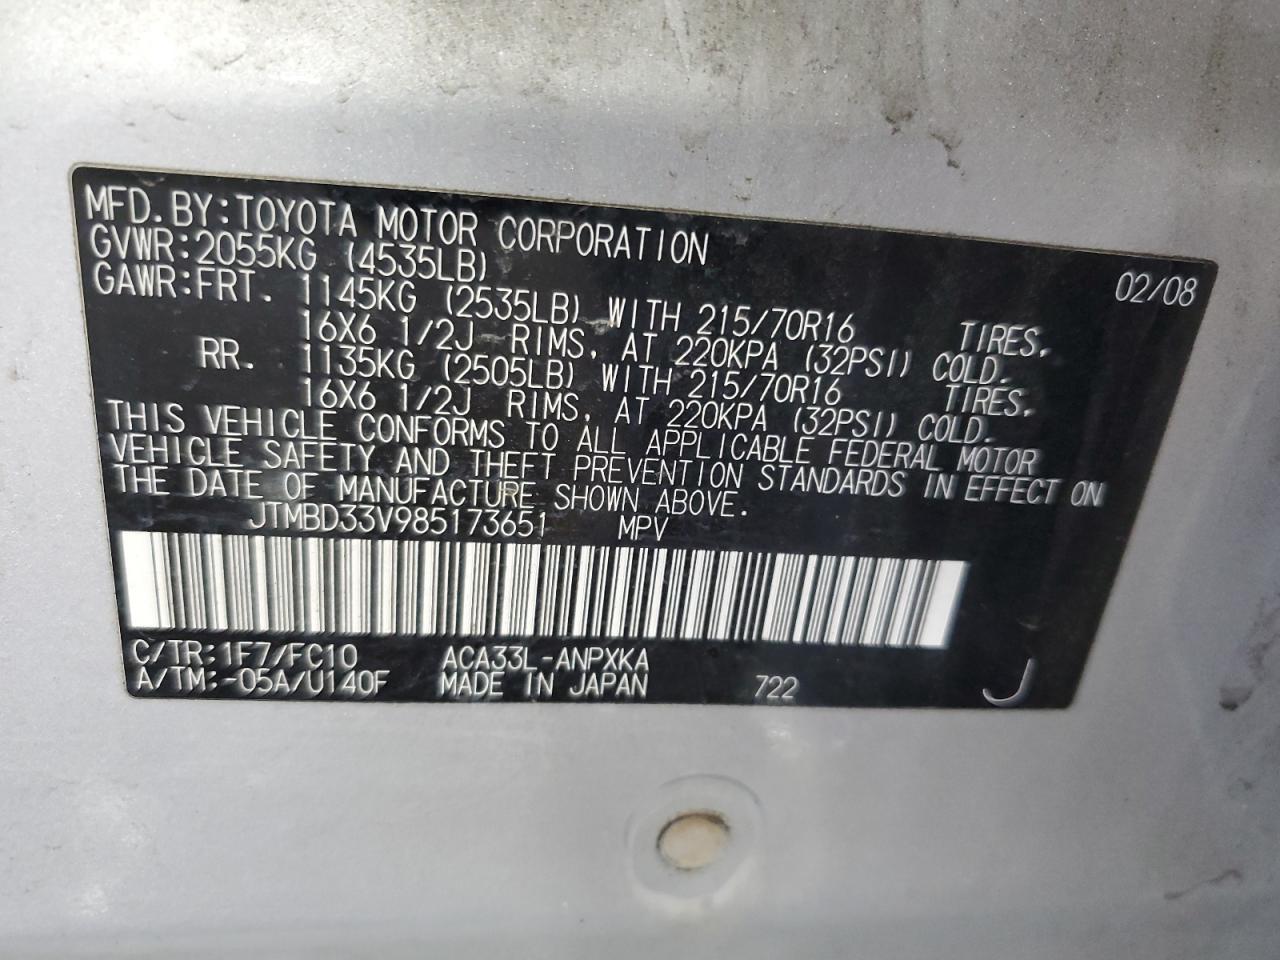 MFD.BY:TOYOTA MOTOR CORPORATION 02/08
GVWR:2055KG (4535LB)
GAWR:FRT. 1145KG (2535LB) WITH 215/70R16 TIRES,
16X6 1/2J RIMS, AT 220KPA (32PSI) COLD.
RR. 1135KG (2505LB) WITH 215/70R16 TIRES,
16X6 1/2J RIMS, AT 220KPA (32PSI) COLD.
THIS VEHICLE CONFORMS TO ALL APPLICABLE FEDERAL MOTOR
VEHICLE SAFETY AND THEFT PREVENTION STANDARDS IN EFFECT ON
THE DATE OF MANUFACTURE SHOWN ABOVE.
JTMBD33V985173651 MPV
C/TR:1F7/FC10 ACA33L-ANPXKA
A/TM:-05A/U140F MADE IN JAPAN 722 J